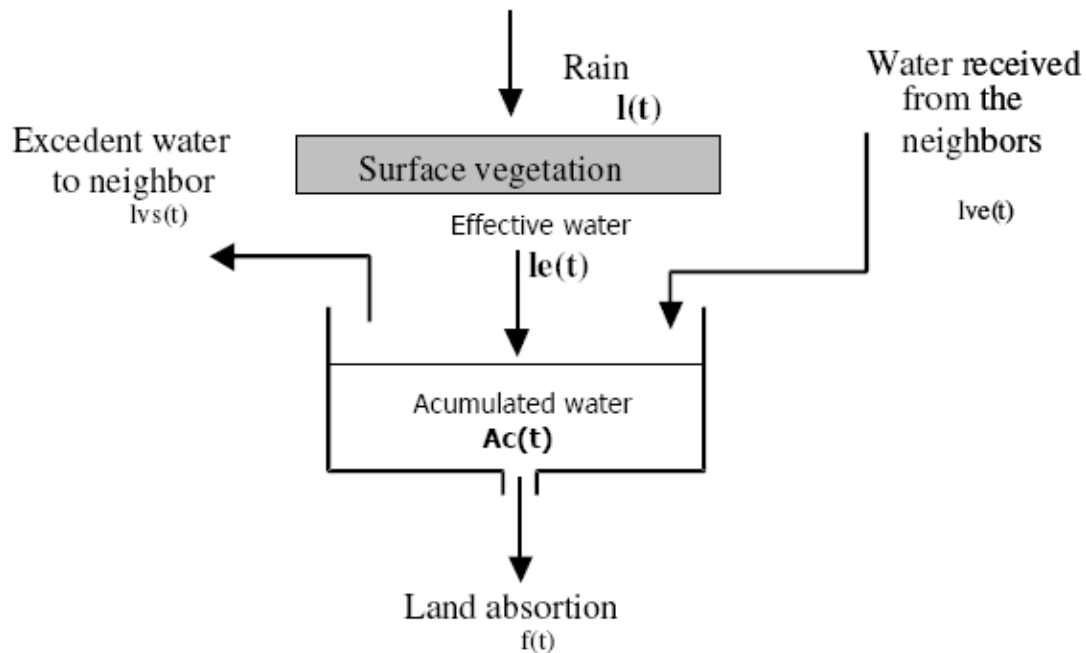 Rain
l(t)
Water received
from the
neighbors
lve(t)
Excedent water
to neighbor
lvs(t)
Surface vegetation
Effective water
le(t)
Acumulated water
Ac(t)
Land absortion
f(t)